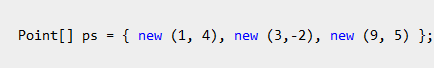 Point[] ps = { new (1, 4), new (3,-2), new (9, 5) };